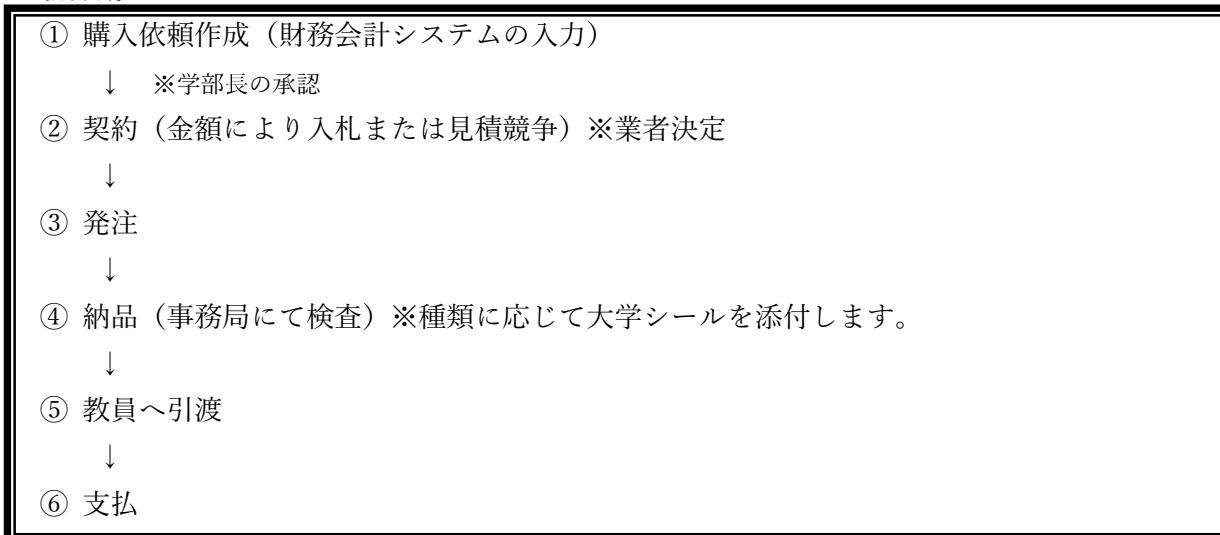 ① 購入依頼作成（財務会計システムの入力）
↓ ※学部長の承認
② 契約（金額により入札または見積競争）※業者決定
↓
③ 発注
↓
④ 納品（事務局にて検査）※種類に応じて大学シールを添付します。
↓
⑤ 教員へ引渡
↓
⑥ 支払